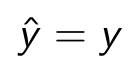 ŷ = y